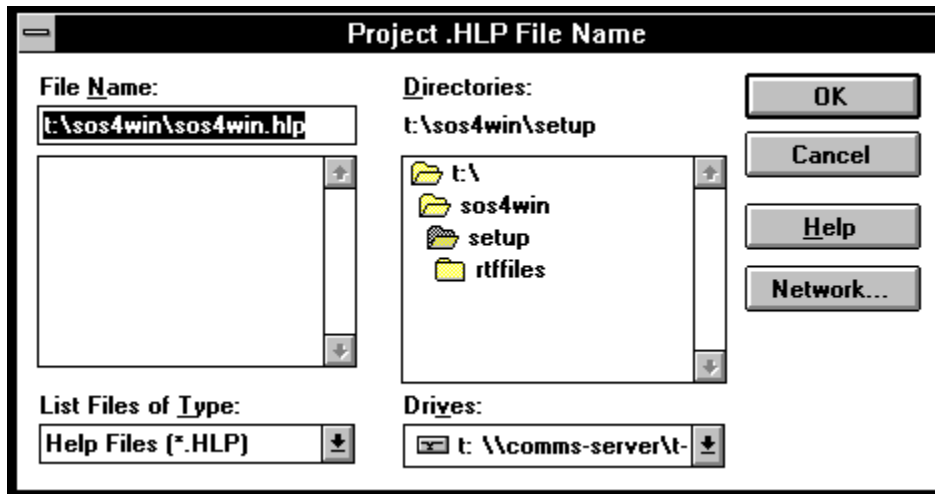 Project .HLP File Name
File Name:
t:\sos4win\sos4win.hlp
Directories:
t:\sos4win\setup
t:\
sos4win
setup
rtffiles
OK
Cancel
Help
Network...
List Files of Type:
Help Files (*.HLP)
Drives:
t: \\comms-server\t-